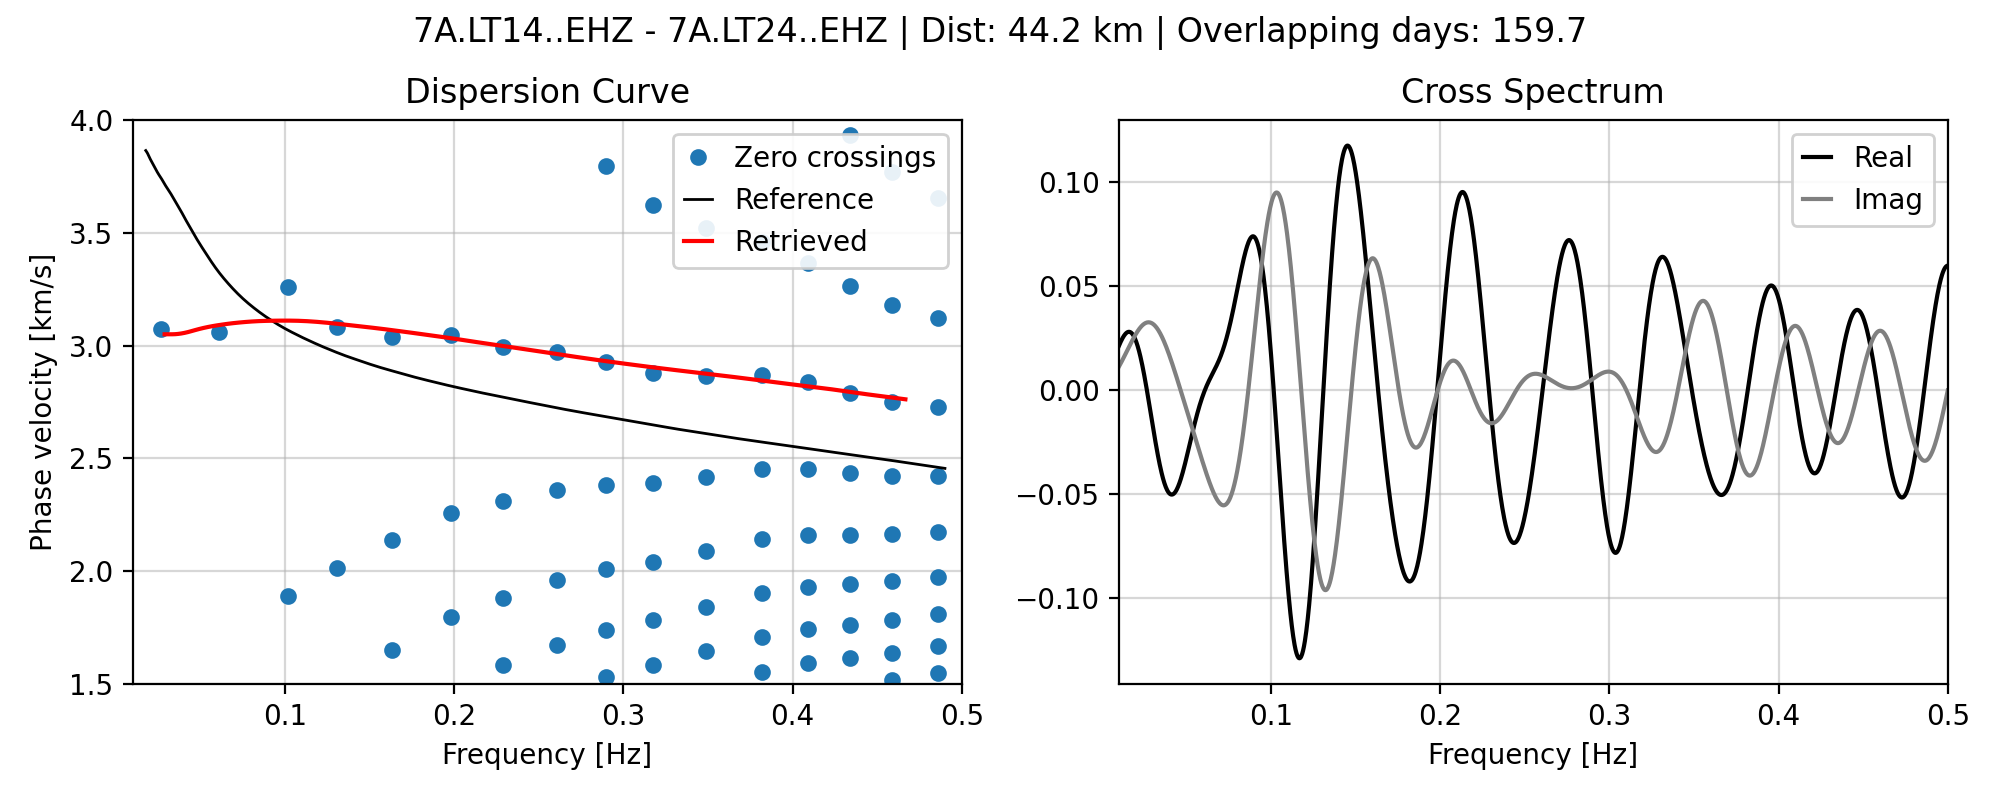 7A.LT14..EHZ - 7A.LT24..EHZ | Dist: 44.2 km | Overlapping days: 159.7
Dispersion Curve
Phase velocity [km/s]
4.0
3.5
3.0
2.5
2.0
1.5
Zero crossings
Reference
Retrieved
0.1 0.2 0.3 0.4 0.5
Frequency [Hz]
Cross Spectrum
0.10
0.05
0.00
−0.05
−0.10
Real
Imag
0.1 0.2 0.3 0.4 0.5
Frequency [Hz]